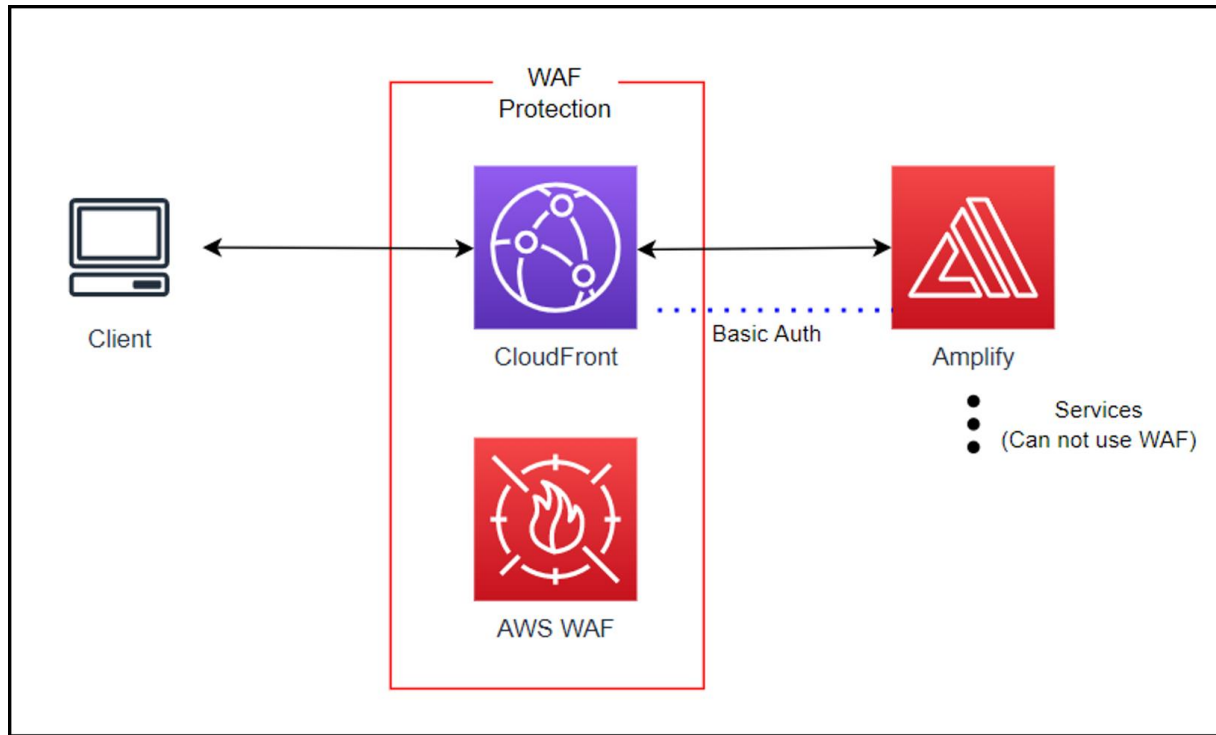 WAF
Protection
Client
CloudFront
Basic Auth
Amplify
Services
(Can not use WAF)
AWS WAF